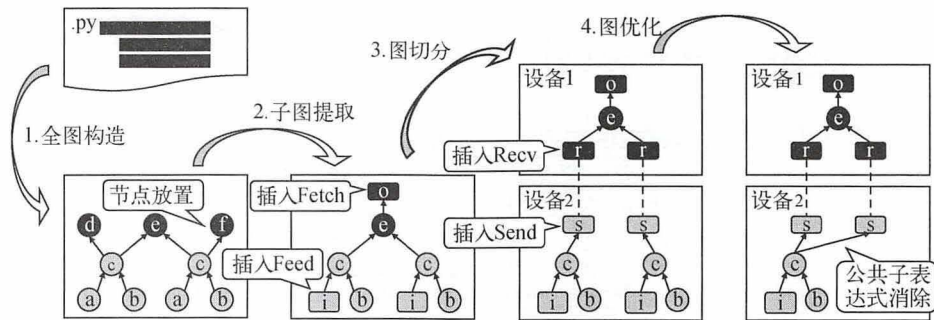 .py
1.全图构造
节点放置
d e f
c c
a b a b
2.子图提取
插入Fetch
o
e
插入Feed
c c
i b i b
3.图切分
设备1
o
e
插入Recv
r r
设备2
插入Send
s s
c c
i b i b
4.图优化
设备1
o
e
r r
设备2
s s
c
i b
公共子表
达式消除